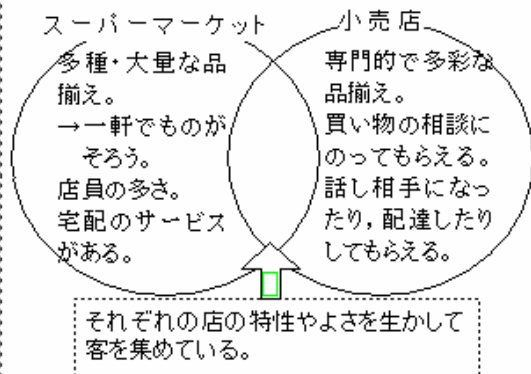 スーパーマーケット
多種・大量な品
揃え。
→一軒でものが
そろう。
店員の多さ。
宅配のサービス
がある。
小売店
専門的で多彩な
品揃え。
買い物の相談に
のってもらえる。
話し相手になっ
たり，配達したり
してもらえる。
それぞれの店の特性やよさを生かして
客を集めている。